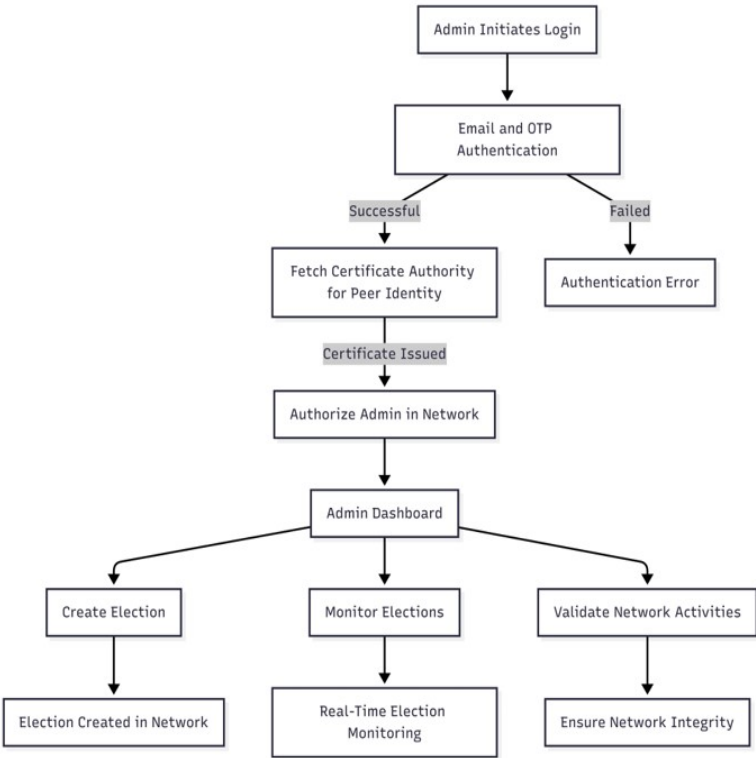 Admin Initiates Login
Email and OTP
Authentication
Successful
Failed
Fetch Certificate Authority
for Peer Identity
Authentication Error
Certificate Issued
Authorize Admin in Network
Admin Dashboard
Create Election
Monitor Elections
Validate Network Activities
Election Created in Network
Real-Time Election
Monitoring
Ensure Network Integrity